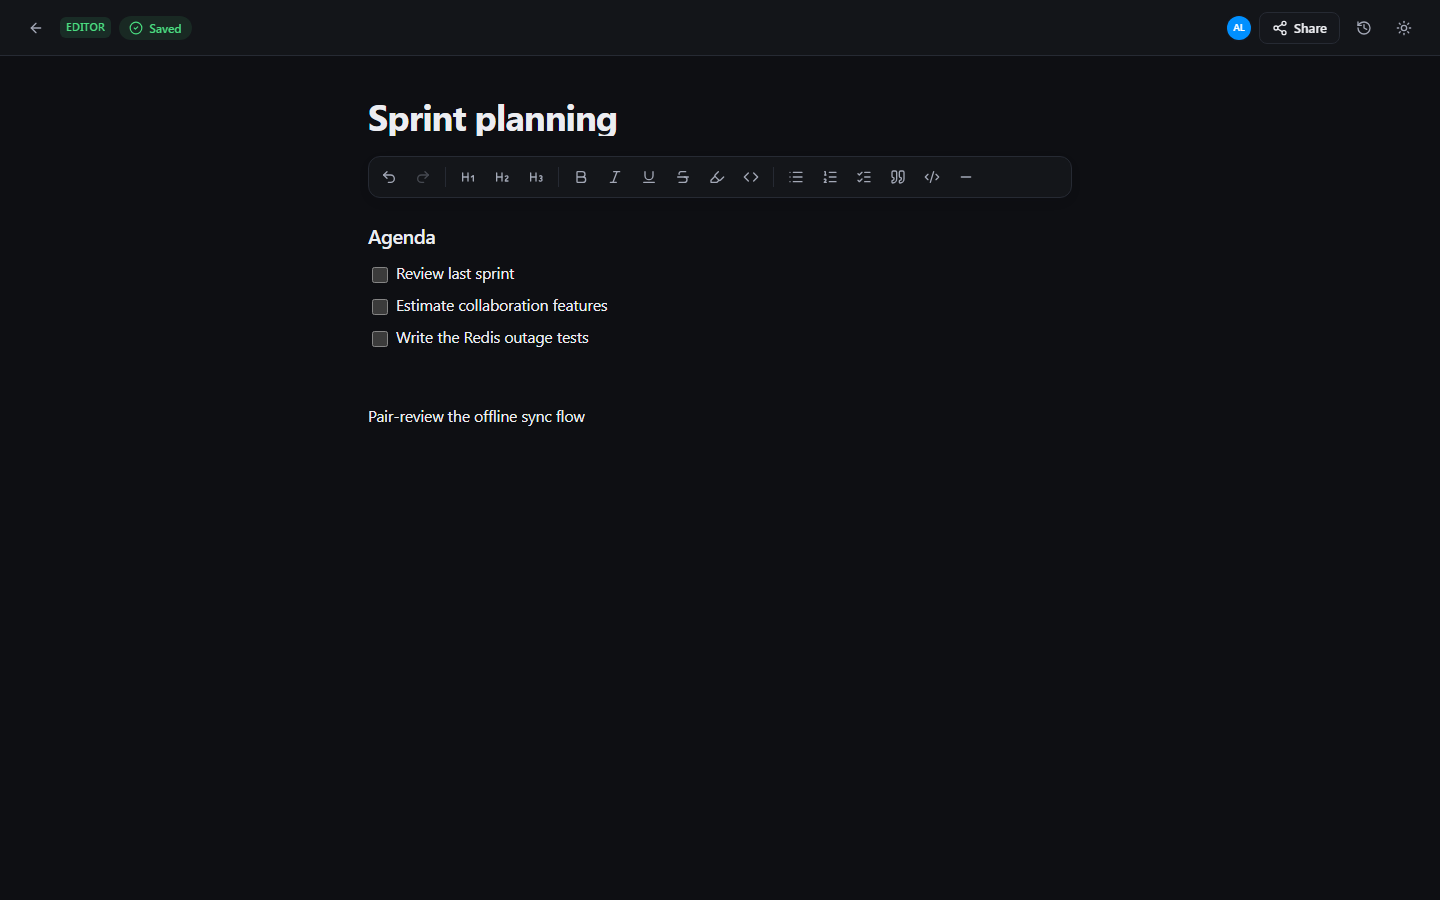 EDITOR
Saved
AL
Share
Sprint planning
H1 H2 H3
Agenda
Review last sprint
Estimate collaboration features
Write the Redis outage tests
Pair-review the offline sync flow